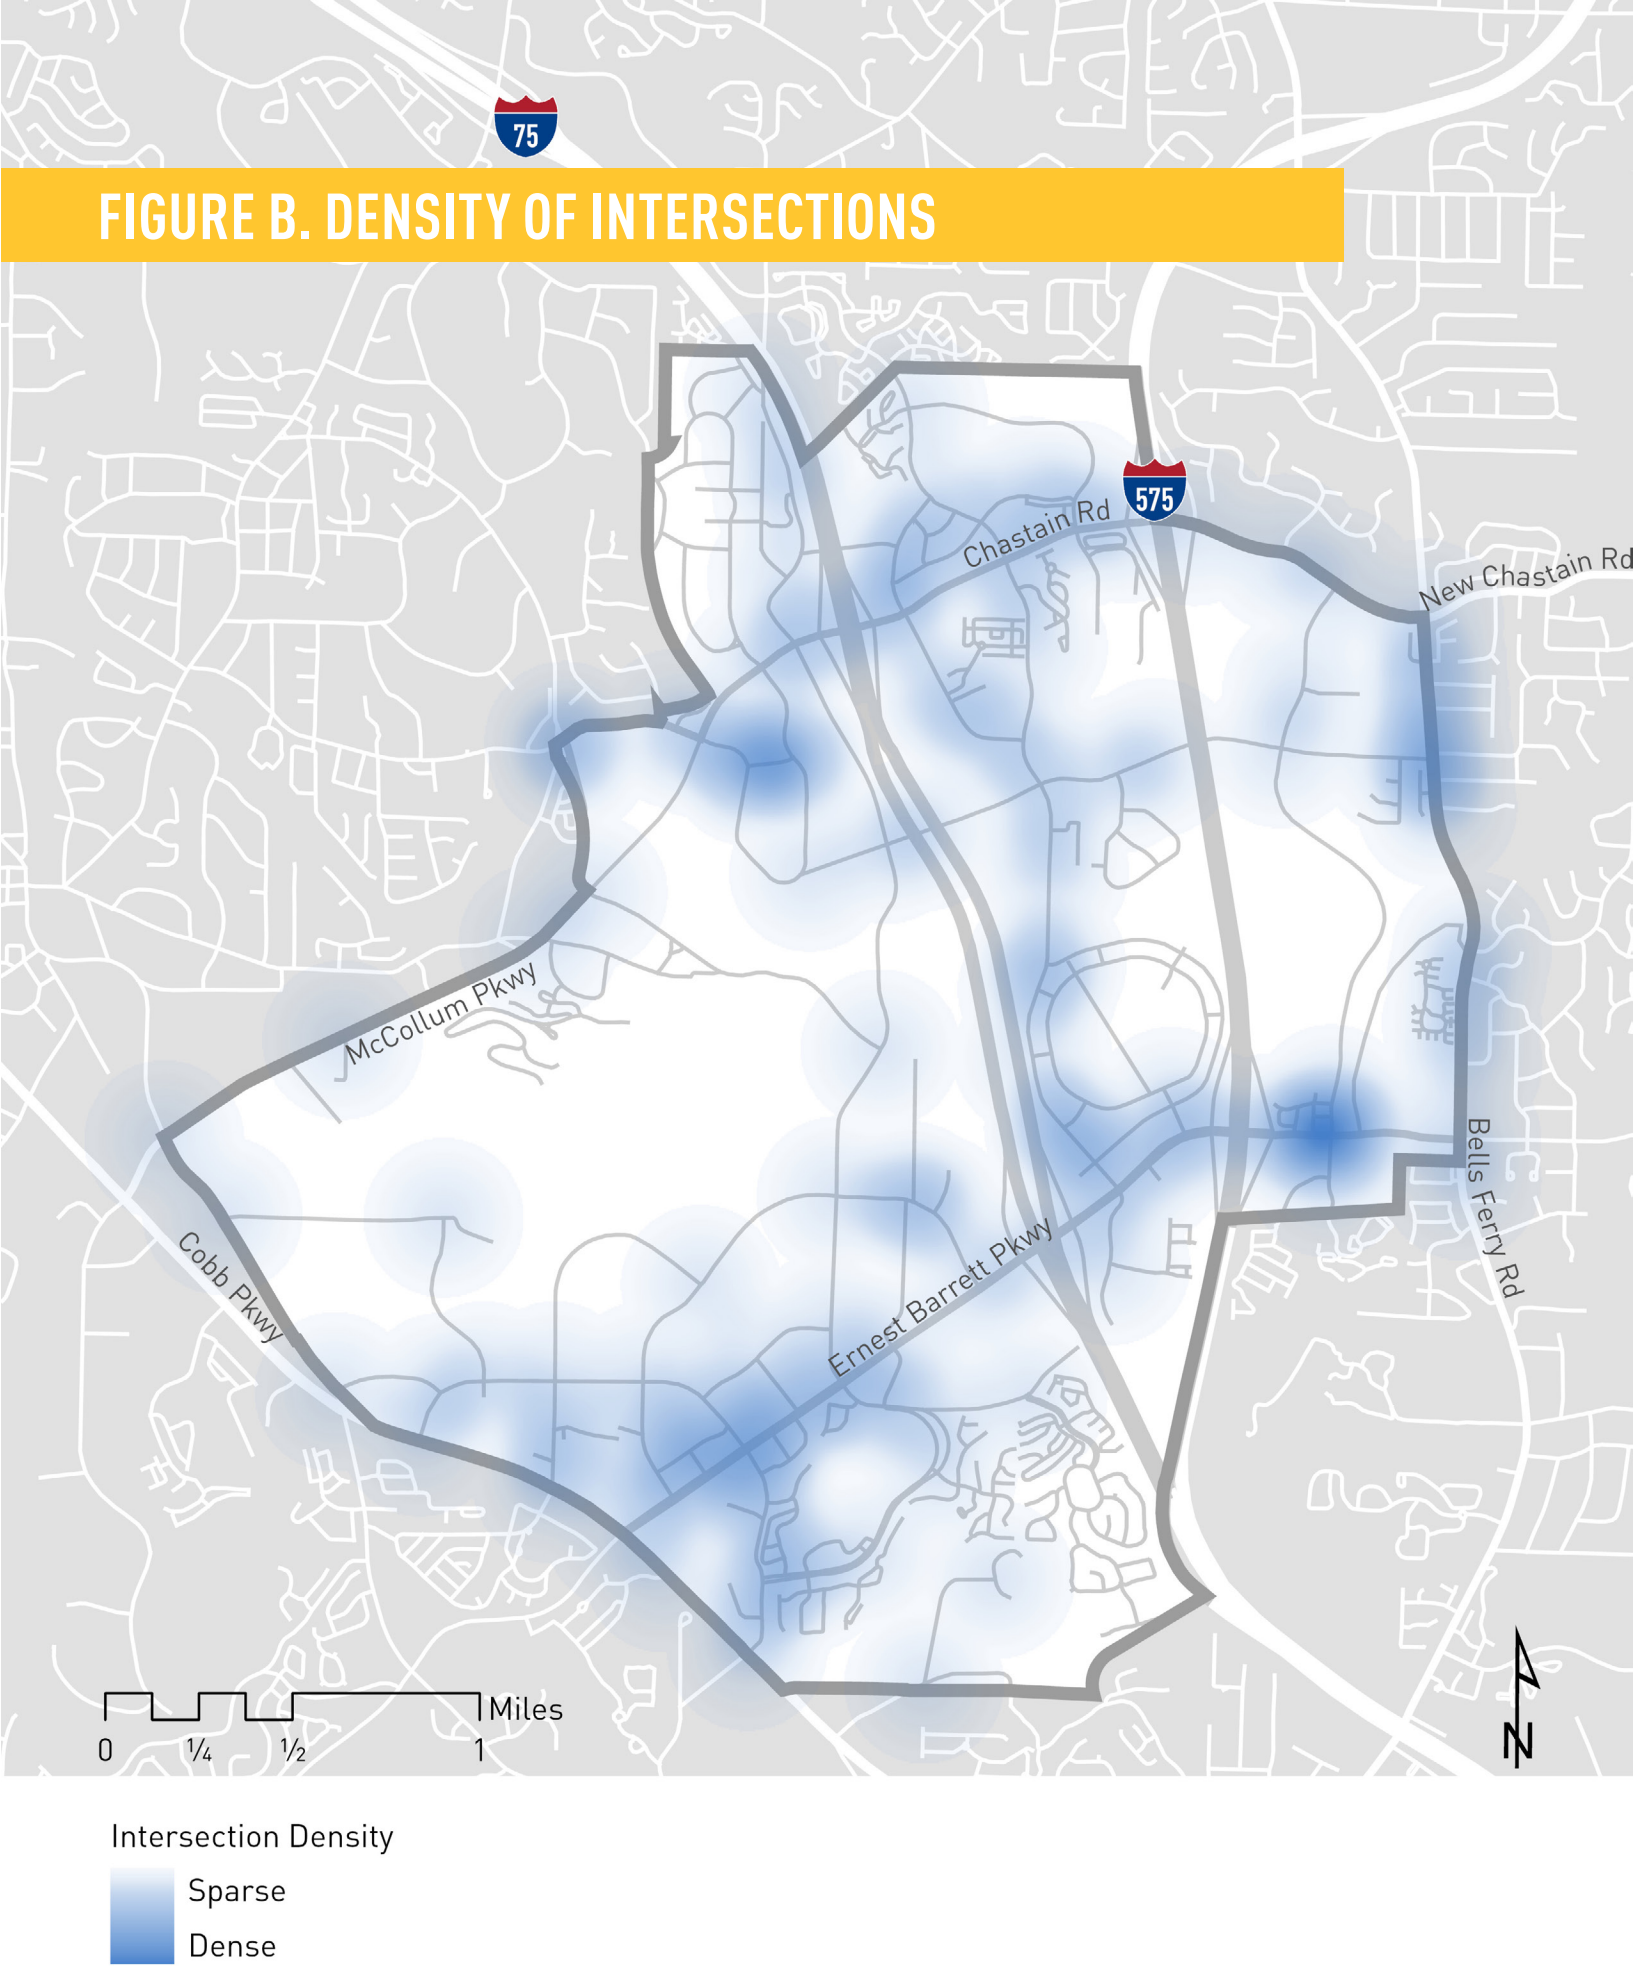 75
FIGURE B. DENSITY OF INTERSECTIONS
575
Chastain Rd
New Chastain Rd
McCollum Pkwy
Bells Ferry Rd
Cobb Pkwy
Ernest Barrett Pkwy
Miles
0 ¼ ½ 1
N
Intersection Density
Sparse
Dense